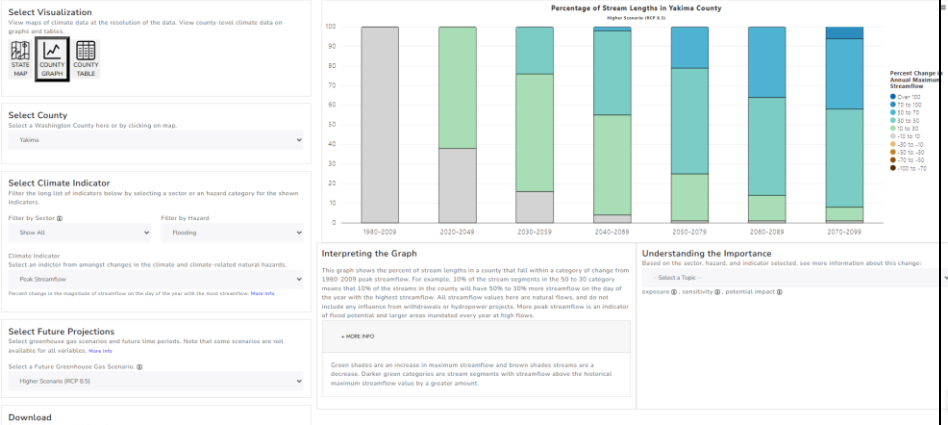 Select Visualization
View maps of climate data at the resolution of the data. View county-level climate data on
graphs and tables.
STATE
MAP
COUNTY
GRAPH
COUNTY
TABLE
Select County
Select a Washington County here or by clicking on map.
Yakima
Select Climate Indicator
Filter the long list of indicators below by selecting a sector or an hazard category for the shown
indicators.
Filter by Sector
Filter by Hazard
Show All
Flooding
Climate Indicator
Select an indictor from amongst changes in the climate and climate-related natural hazards.
Peak Streamflow
Percent change in the magnitude of streamflow on the day of the year with the most streamflow. More Info
Select Future Projections
Select greenhouse gas scenarios and future time periods. Note that some scenarios are not
available for all variables. More Info
Select a Future Greenhouse Gas Scenario.
Higher Scenario (RCP 8.5)
Download
Percentage of Stream Lengths in Yakima County
Higher Scenario (RCP 8.5)
100
90
80
70
60
50
40
30
20
10
0
1980-2009
2020-2049
2030-2059
2040-2069
2050-2079
2060-2089
2070-2099
Percent Change in
Annual Maximum
Streamflow
Over 100
70 to 100
50 to 70
30 to 50
10 to 30
-10 to 10
-30 to -10
-50 to -30
-70 to -50
-100 to -70
Interpreting the Graph
This graph shows the percent of stream lengths in a county that fall within a category of change from
1980-2009 peak streamflow. For example, 10% of the stream segments in the 50 to 30 category
means that 10% of the streams in the county will have 50% to 30% more streamflow on the day of
the year with the highest streamflow. All streamflow values here are natural flows, and do not
include any influence from withdrawals or hydropower projects. More peak streamflow is an indicator
of flood potential and larger areas inundated every year at high flows.
+ MORE INFO
Green shades are an increase in maximum streamflow and brown shades streams are a
decrease. Darker green categories are stream segments with streamflow above the historical
maximum streamflow value by a greater amount.
Understanding the Importance
Based on the sector, hazard, and indicator selected, see more information about this change:
-- Select a Topic --
exposure , sensitivity , potential impact